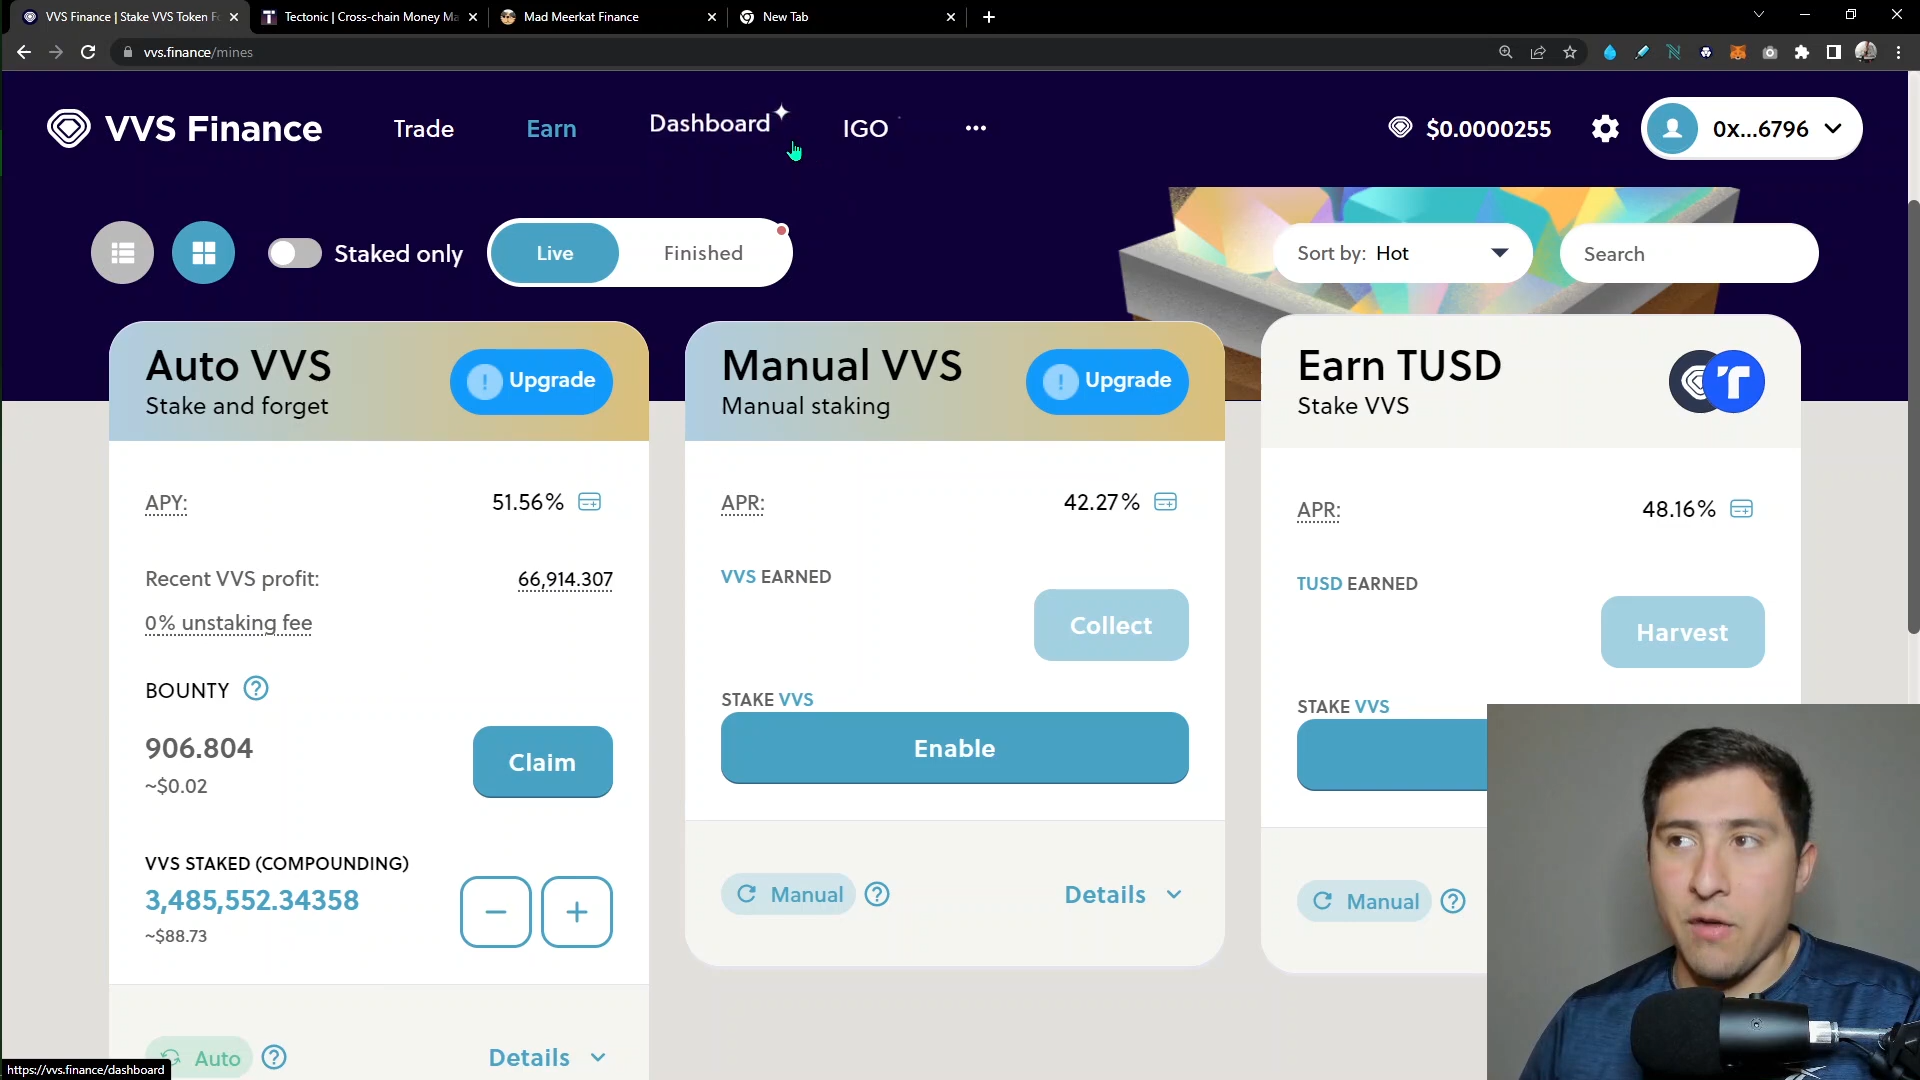 VVS Finance | Stake VVS Token F
Tectonic | Cross-chain Money Ma
Mad Meerkat Finance
New Tab
vvs.finance/mines
VVS Finance
Trade
Earn
Dashboard
IGO
$0.0000255
0x...6796
Staked only
Live
Finished
Sort by: Hot
Search
Auto VVS
Stake and forget
Upgrade
APY:
51.56%
Recent VVS profit:
66,914.307
0% unstaking fee
BOUNTY
906.804
~$0.02
Claim
VVS STAKED (COMPOUNDING)
3,485,552.34358
~$88.73
Auto
Details
Manual VVS
Manual staking
Upgrade
APR:
42.27%
VVS EARNED
Collect
STAKE VVS
Enable
Manual
Details
Earn TUSD
Stake VVS
APR:
48.16%
TUSD EARNED
Harvest
STAKE VVS
Manual
https://vvs.finance/dashboard